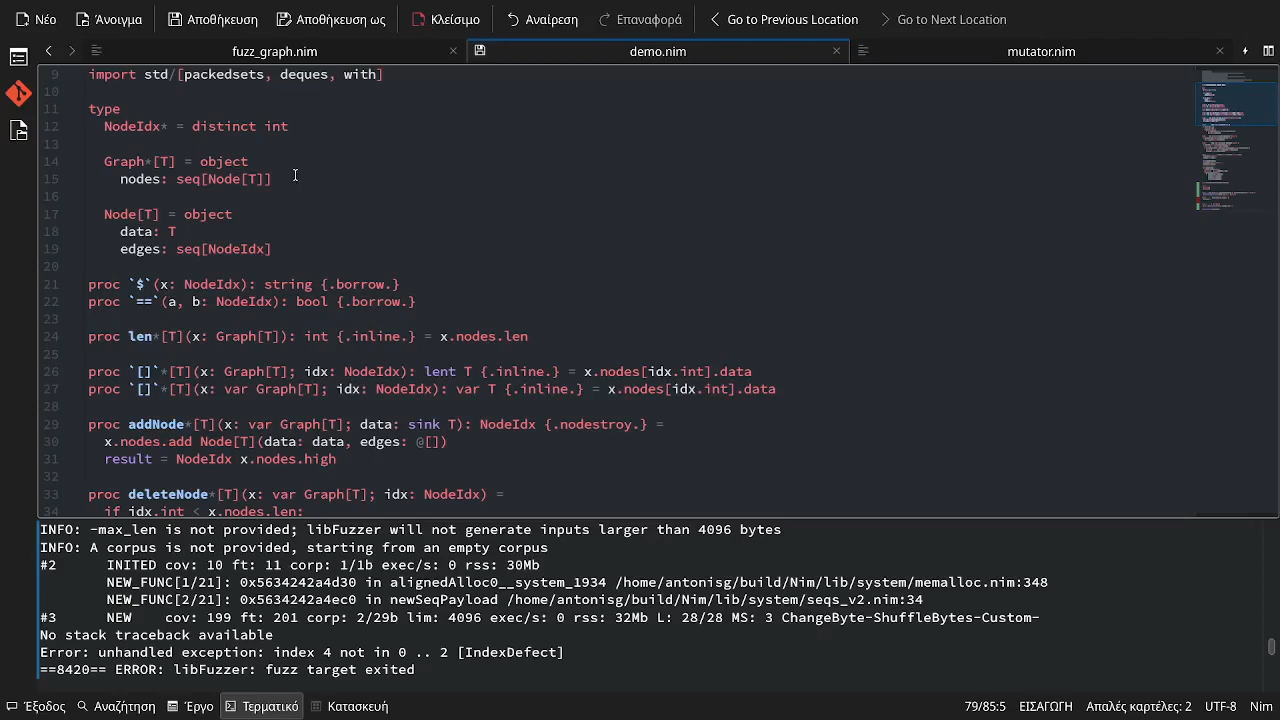 Νέο Άνοιγμα Αποθήκευση Αποθήκευση ως Κλείσιμο Αναίρεση Επαναφορά Go to Previous Location Go to Next Location
fuzz_graph.nim demo.nim mutator.nim
9 import std/[packedsets, deques, with]
10
11 type
12 NodeIdx* = distinct int
13
14 Graph*[T] = object
15 nodes: seq[Node[T]]
16
17 Node[T] = object
18 data: T
19 edges: seq[NodeIdx]
20
21 proc `$`(x: NodeIdx): string {.borrow.}
22 proc `==`(a, b: NodeIdx): bool {.borrow.}
23
24 proc len*[T](x: Graph[T]): int {.inline.} = x.nodes.len
25
26 proc `[]`*[T](x: Graph[T]; idx: NodeIdx): lent T {.inline.} = x.nodes[idx.int].data
27 proc `[]`*[T](x: var Graph[T]; idx: NodeIdx): var T {.inline.} = x.nodes[idx.int].data
28
29 proc addNode*[T](x: var Graph[T]; data: sink T): NodeIdx {.nodestroy.} =
30 x.nodes.add Node[T](data: data, edges: @[])
31 result = NodeIdx x.nodes.high
32
33 proc deleteNode*[T](x: var Graph[T]; idx: NodeIdx) =
34 if idx.int < x.nodes.len:
INFO: -max_len is not provided; libFuzzer will not generate inputs larger than 4096 bytes
INFO: A corpus is not provided, starting from an empty corpus
#2 INITED cov: 10 ft: 11 corp: 1/1b exec/s: 0 rss: 30Mb
NEW_FUNC[1/21]: 0x5634242a4d30 in alignedAlloc0__system_1934 /home/antonisg/build/Nim/lib/system/memalloc.nim:348
NEW_FUNC[2/21]: 0x5634242a4ec0 in newSeqPayload /home/antonisg/build/Nim/lib/system/seqs_v2.nim:34
#3 NEW cov: 199 ft: 201 corp: 2/29b lim: 4096 exec/s: 0 rss: 32Mb L: 28/28 MS: 3 ChangeByte-ShuffleBytes-Custom-
No stack traceback available
Error: unhandled exception: index 4 not in 0 .. 2 [IndexDefect]
==8420== ERROR: libFuzzer: fuzz target exited
Έξοδος Αναζήτηση Έργο Τερματικό Κατασκευή 79/85:5 ΕΙΣΑΓΩΓΗ Απαλές καρτέλες: 2 UTF-8 Nim